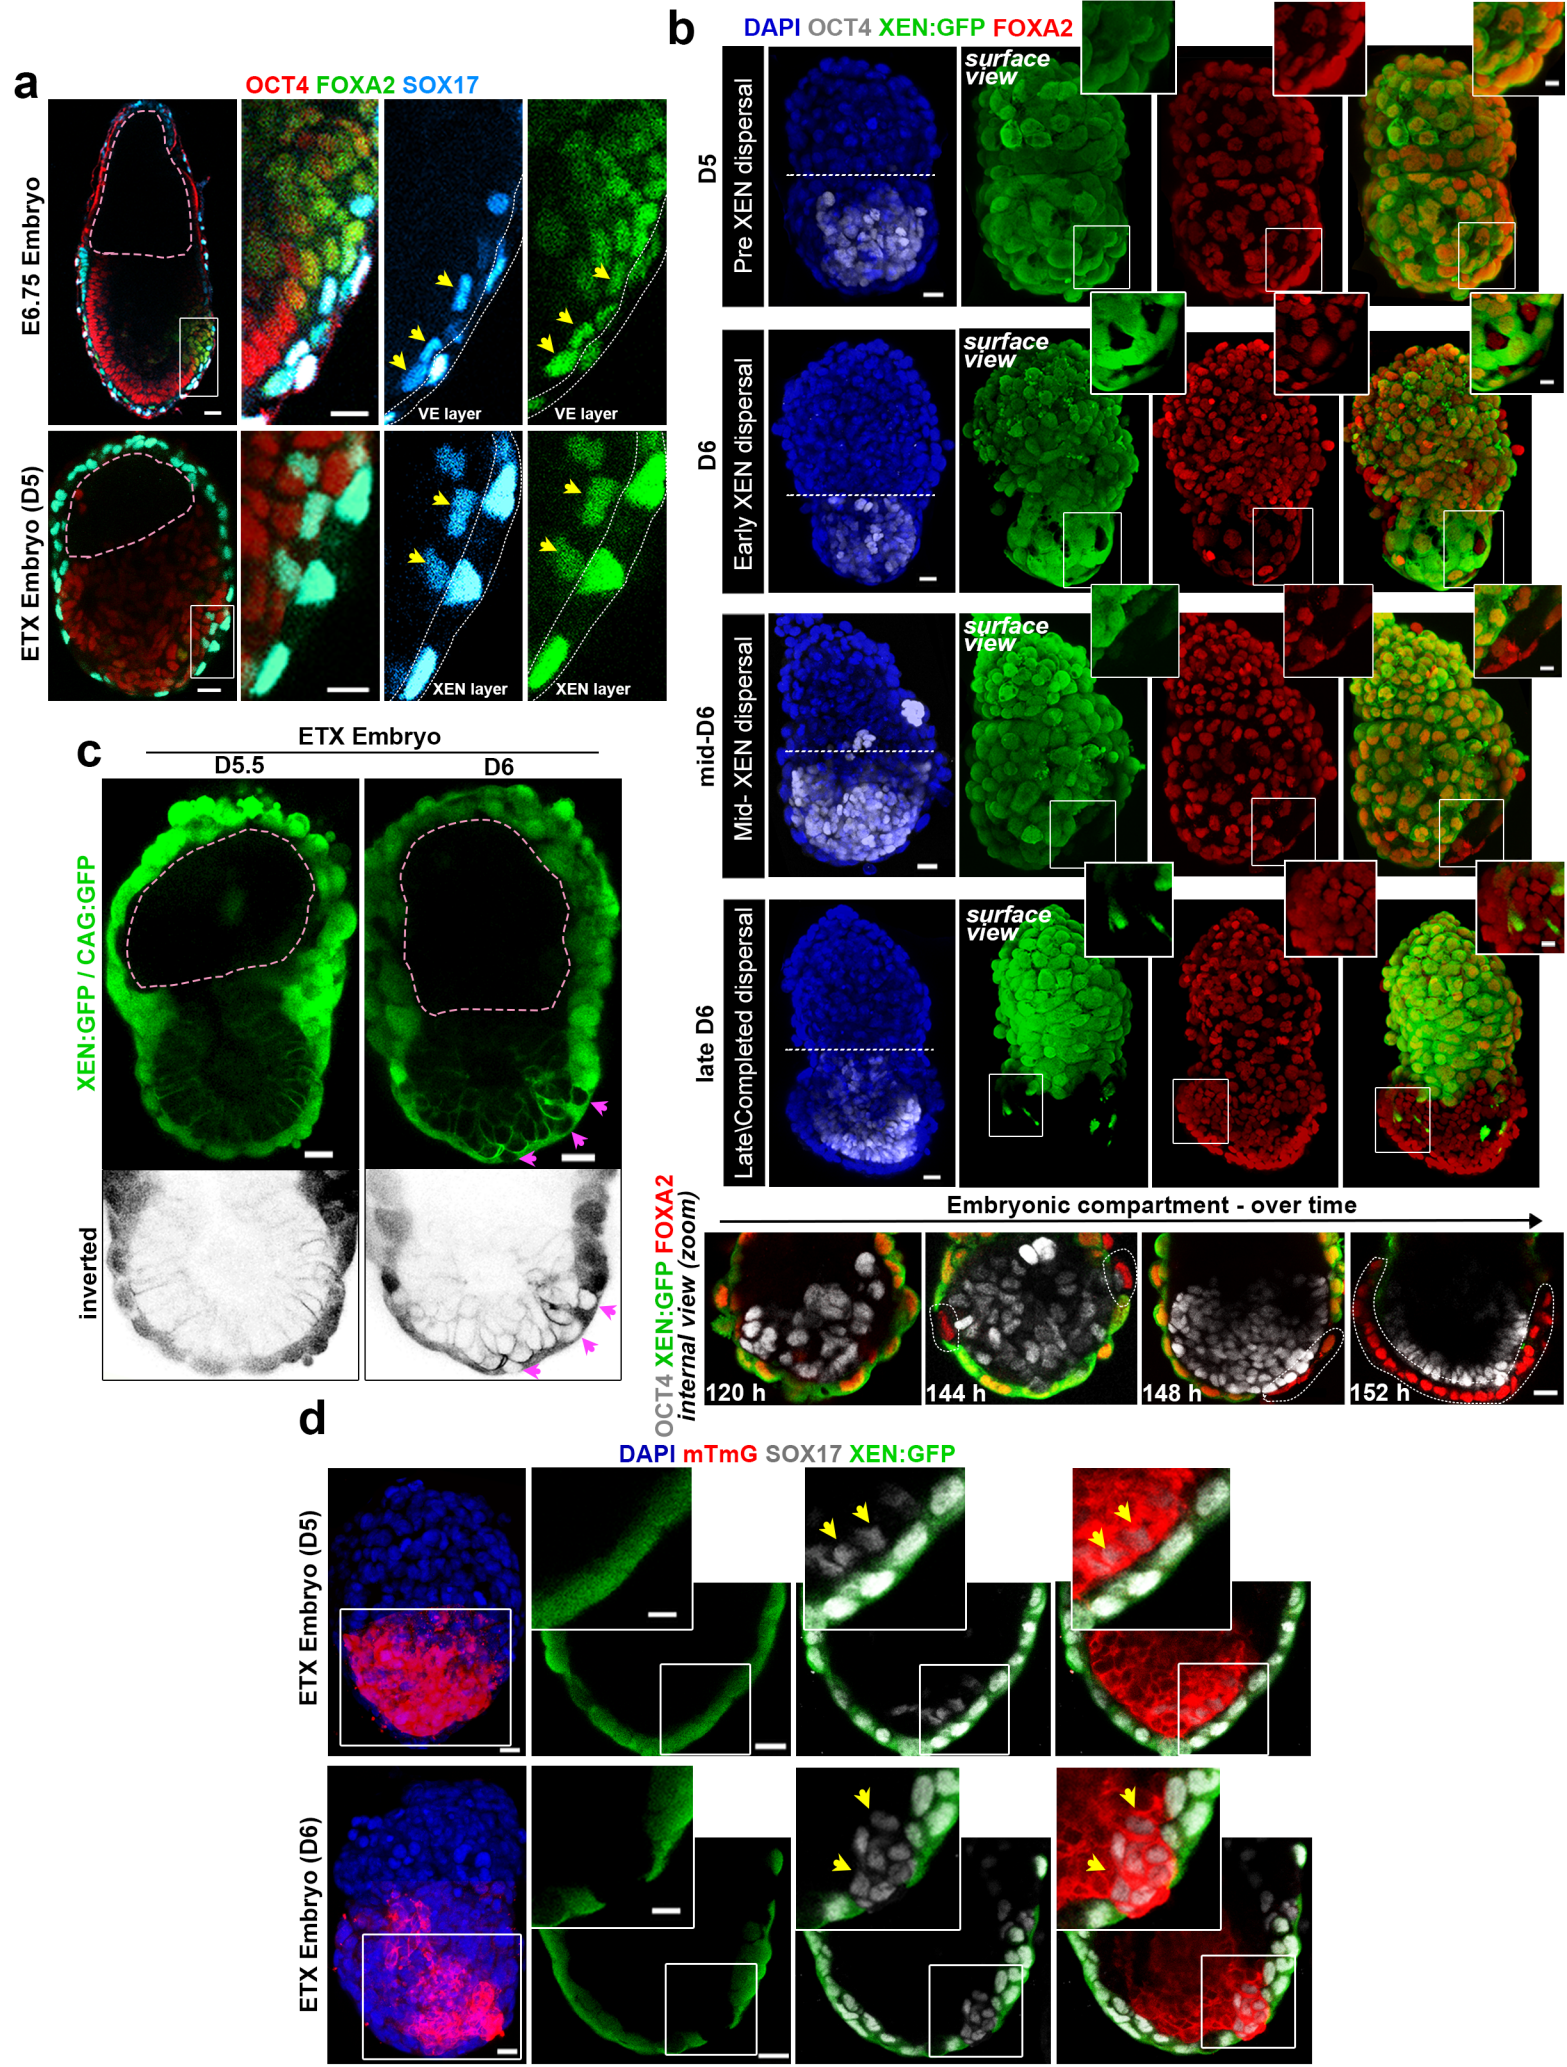 a
OCT4 FOXA2 SOX17
E6.75 Embryo
VE layer
VE layer
ETX Embryo (D5)
XEN layer
XEN layer
b
DAPI OCT4 XEN:GFP FOXA2
D5
Pre XEN dispersal
surface
view
D6
Early XEN dispersal
surface
view
mid-D6
Mid- XEN dispersal
surface
view
late D6
Late\Completed dispersal
surface
view
Embryonic compartment - over time
OCT4 XEN:GFP FOXA2
internal view (zoom)
120 h
144 h
148 h
152 h
c
ETX Embryo
D5.5
D6
XEN:GFP / CAG:GFP
inverted
d
DAPI mTmG SOX17 XEN:GFP
ETX Embryo (D5)
ETX Embryo (D6)